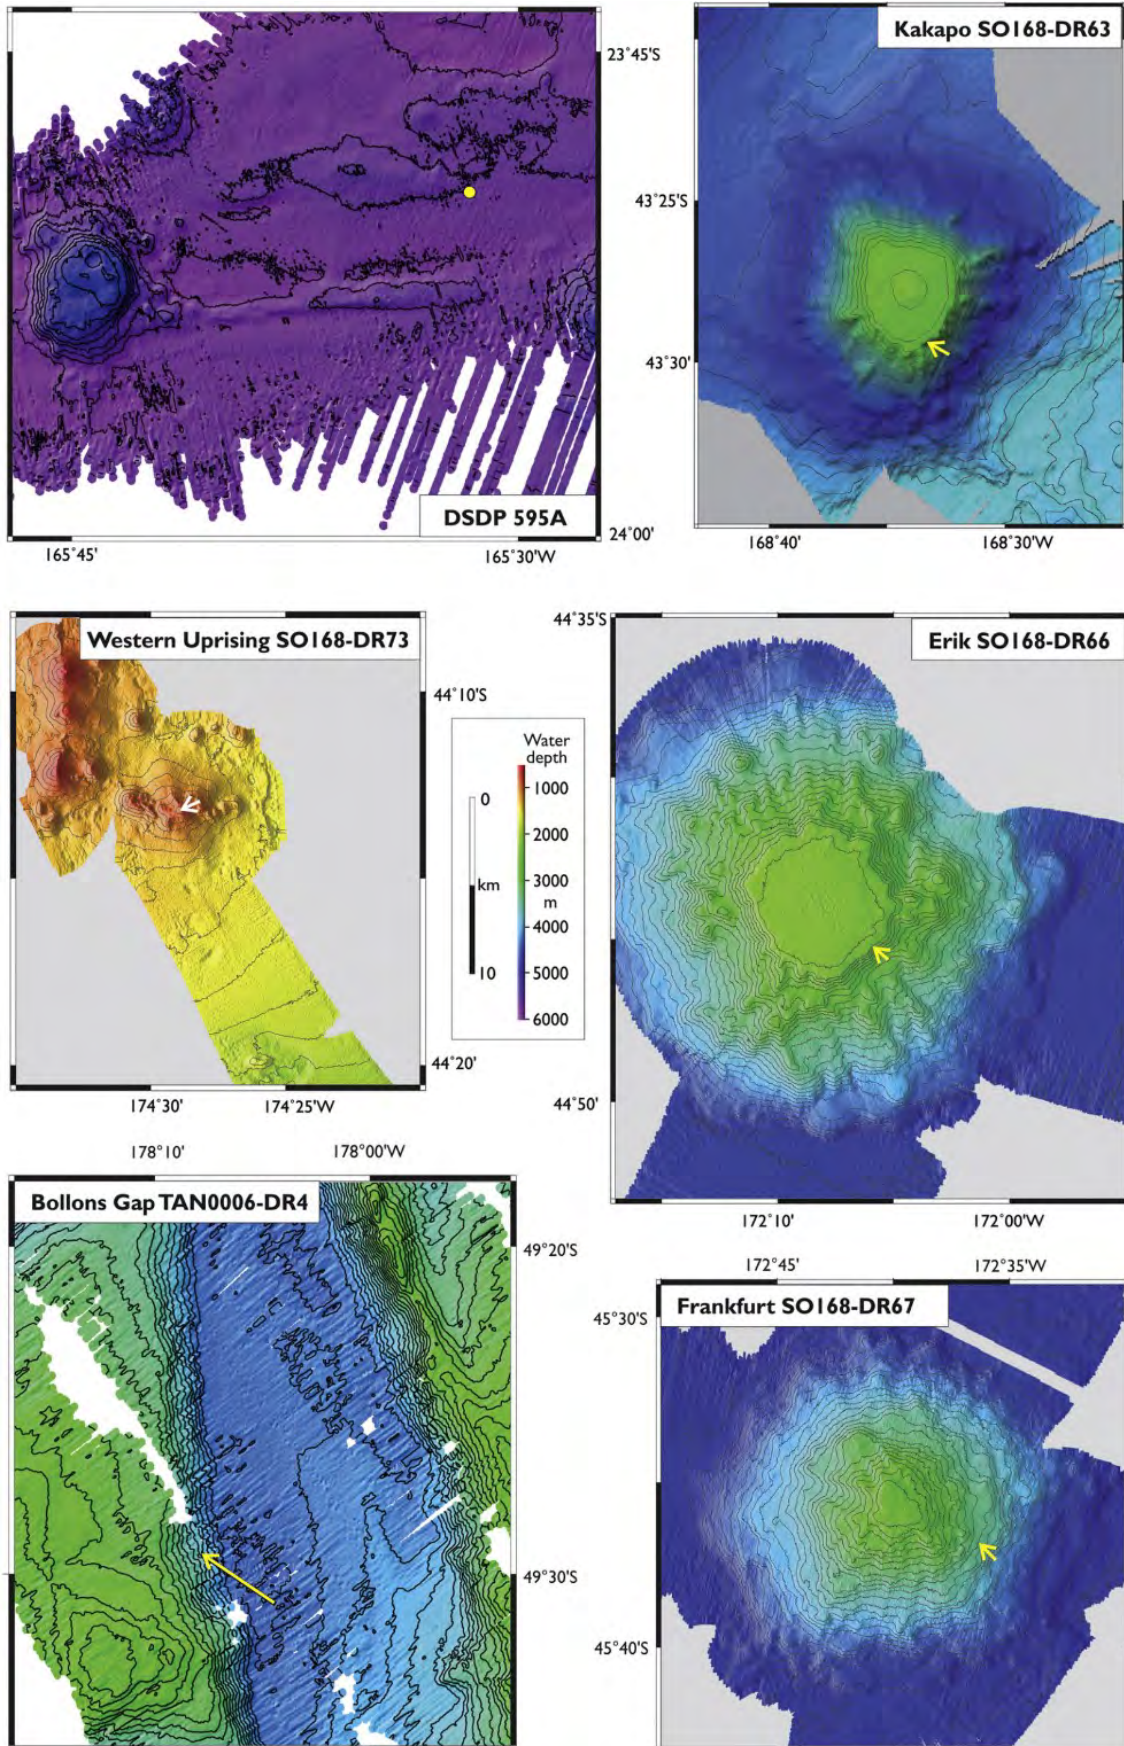 23°45'S
DSDP 595A
24°00'
165°45'
165°30'W
Kakapo SO168-DR63
43°25'S
43°30'
168°40'
168°30'W
Western Uprising SO168-DR73
44°10'S
44°20'
174°30'
174°25'W
Water
depth
1000
2000
3000
m
4000
5000
6000
0
km
10
44°35'S
Erik SO168-DR66
44°50'
172°10'
172°00'W
178°10'
178°00'W
Bollons Gap TAN0006-DR4
49°20'S
49°30'S
172°45'
172°35'W
45°30'S
Frankfurt SO168-DR67
45°40'S